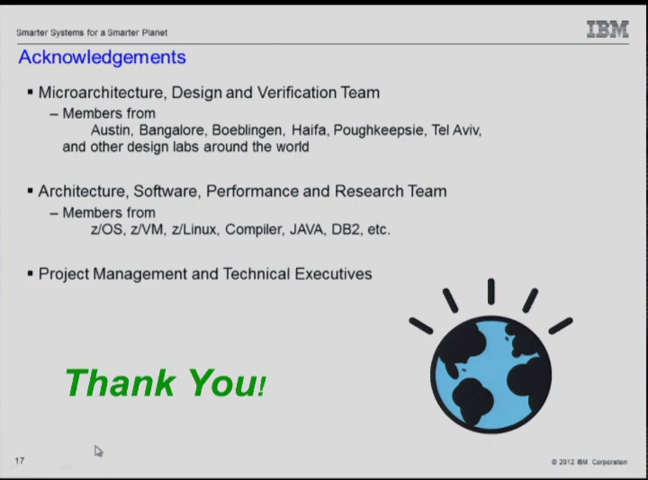 Smarter Systems for a Smarter Planet
IBM
Acknowledgements
▪ Microarchitecture, Design and Verification Team
– Members from
Austin, Bangalore, Boeblingen, Haifa, Poughkeepsie, Tel Aviv,
and other design labs around the world
▪ Architecture, Software, Performance and Research Team
– Members from
z/OS, z/VM, z/Linux, Compiler, JAVA, DB2, etc.
▪ Project Management and Technical Executives
Thank You!
17
© 2012 IBM Corporation